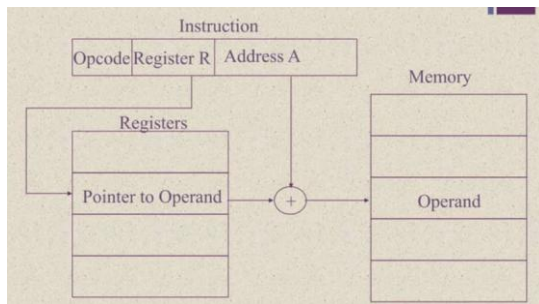 Instruction
Opcode Register R Address A
Memory
Registers
Pointer to Operand + Operand